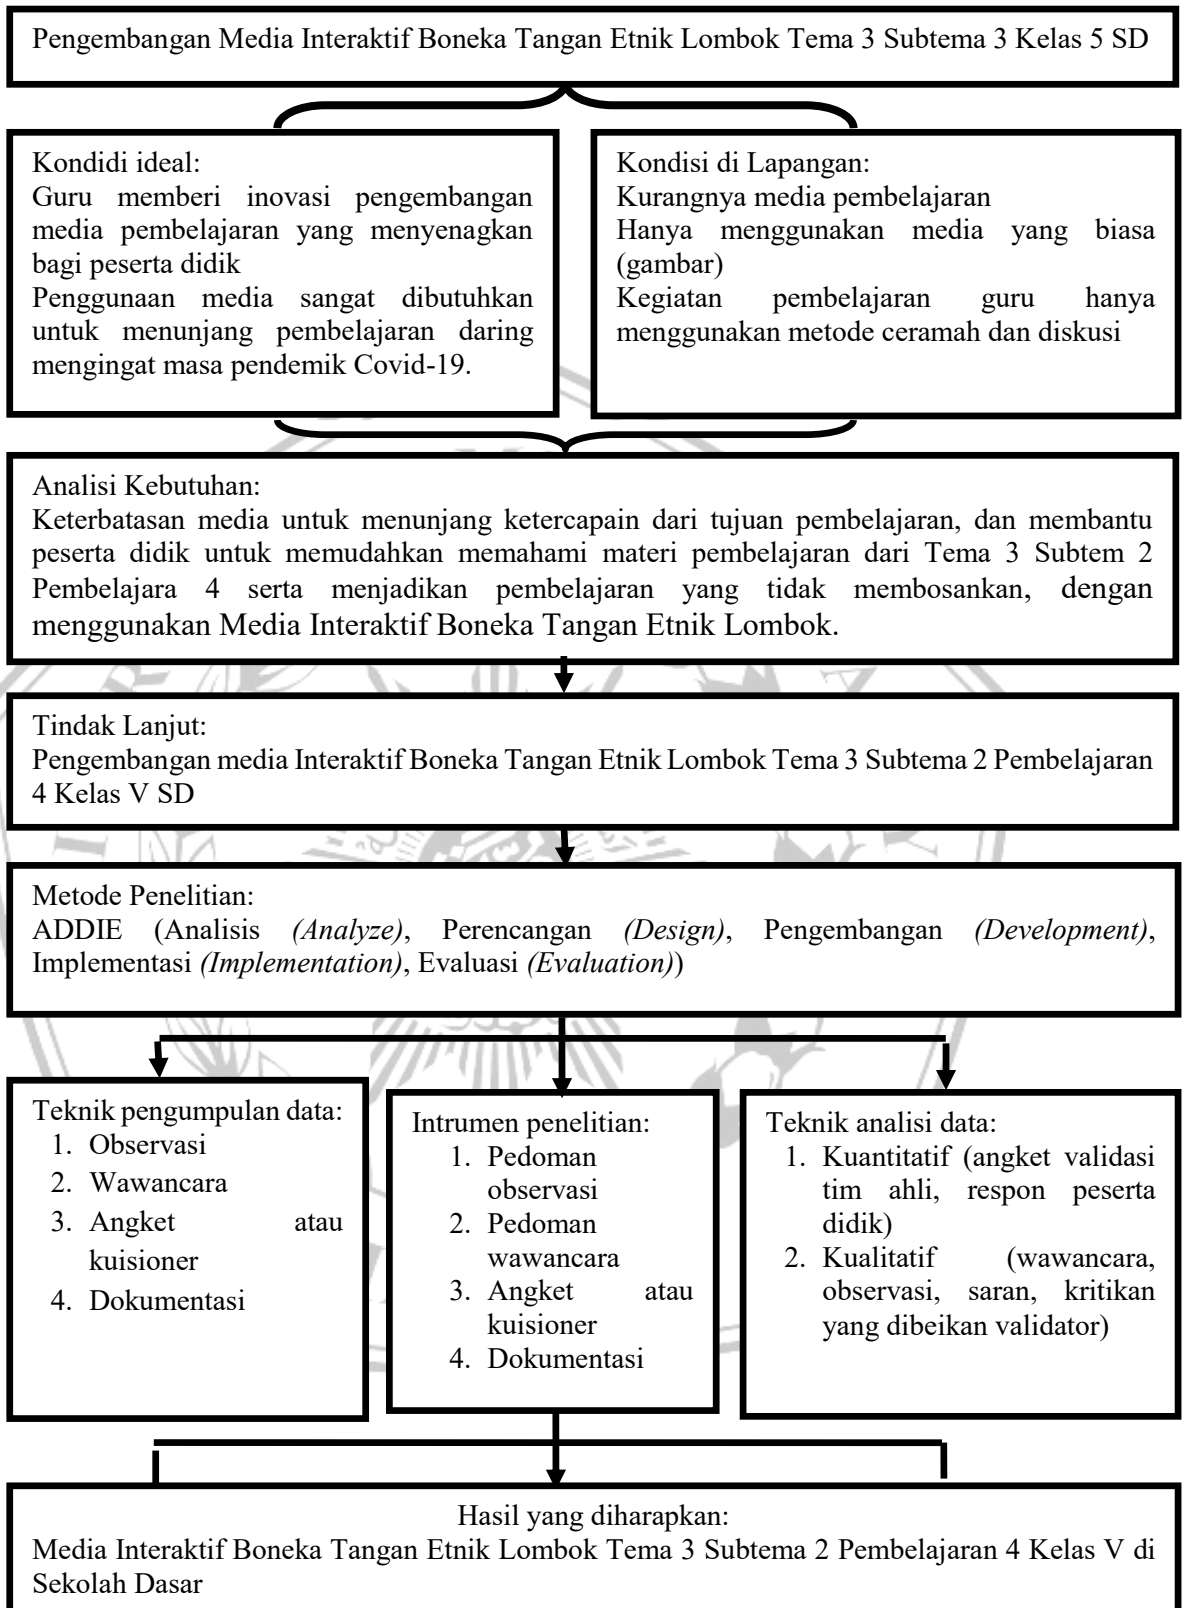 Pengembangan Media Interaktif Boneka Tangan Etnik Lombok Tema 3 Subtema 3 Kelas 5 SD
Kondidi ideal:
Guru memberi inovasi pengembangan
media pembelajaran yang menyenagkan
bagi peserta didik
Penggunaan media sangat dibutuhkan
untuk menunjang pembelajaran daring
mengingat masa pendemik Covid-19.
Kondisi di Lapangan:
Kurangnya media pembelajaran
Hanya menggunakan media yang biasa
(gambar)
Kegiatan pembelajaran guru hanya
menggunakan metode ceramah dan diskusi
Analisi Kebutuhan:
Keterbatasan media untuk menunjang ketercapain dari tujuan pembelajaran, dan membantu
peserta didik untuk memudahkan memahami materi pembelajaran dari Tema 3 Subtem 2
Pembelajara 4 serta menjadikan pembelajaran yang tidak membosankan, dengan
menggunakan Media Interaktif Boneka Tangan Etnik Lombok.
Tindak Lanjut:
Pengembangan media Interaktif Boneka Tangan Etnik Lombok Tema 3 Subtema 2 Pembelajaran
4 Kelas V SD
Metode Penelitian:
ADDIE (Analisis (Analyze), Perencangan (Design), Pengembangan (Development),
Implementasi (Implementation), Evaluasi (Evaluation))
Teknik pengumpulan data:
1. Observasi
2. Wawancara
3. Angket atau
kuisioner
4. Dokumentasi
Intrumen penelitian:
1. Pedoman
observasi
2. Pedoman
wawancara
3. Angket atau
kuisioner
4. Dokumentasi
Teknik analisi data:
1. Kuantitatif (angket validasi
tim ahli, respon peserta
didik)
2. Kualitatif (wawancara,
observasi, saran, kritikan
yang dibeikan validator)
Hasil yang diharapkan:
Media Interaktif Boneka Tangan Etnik Lombok Tema 3 Subtema 2 Pembelajaran 4 Kelas V di
Sekolah Dasar